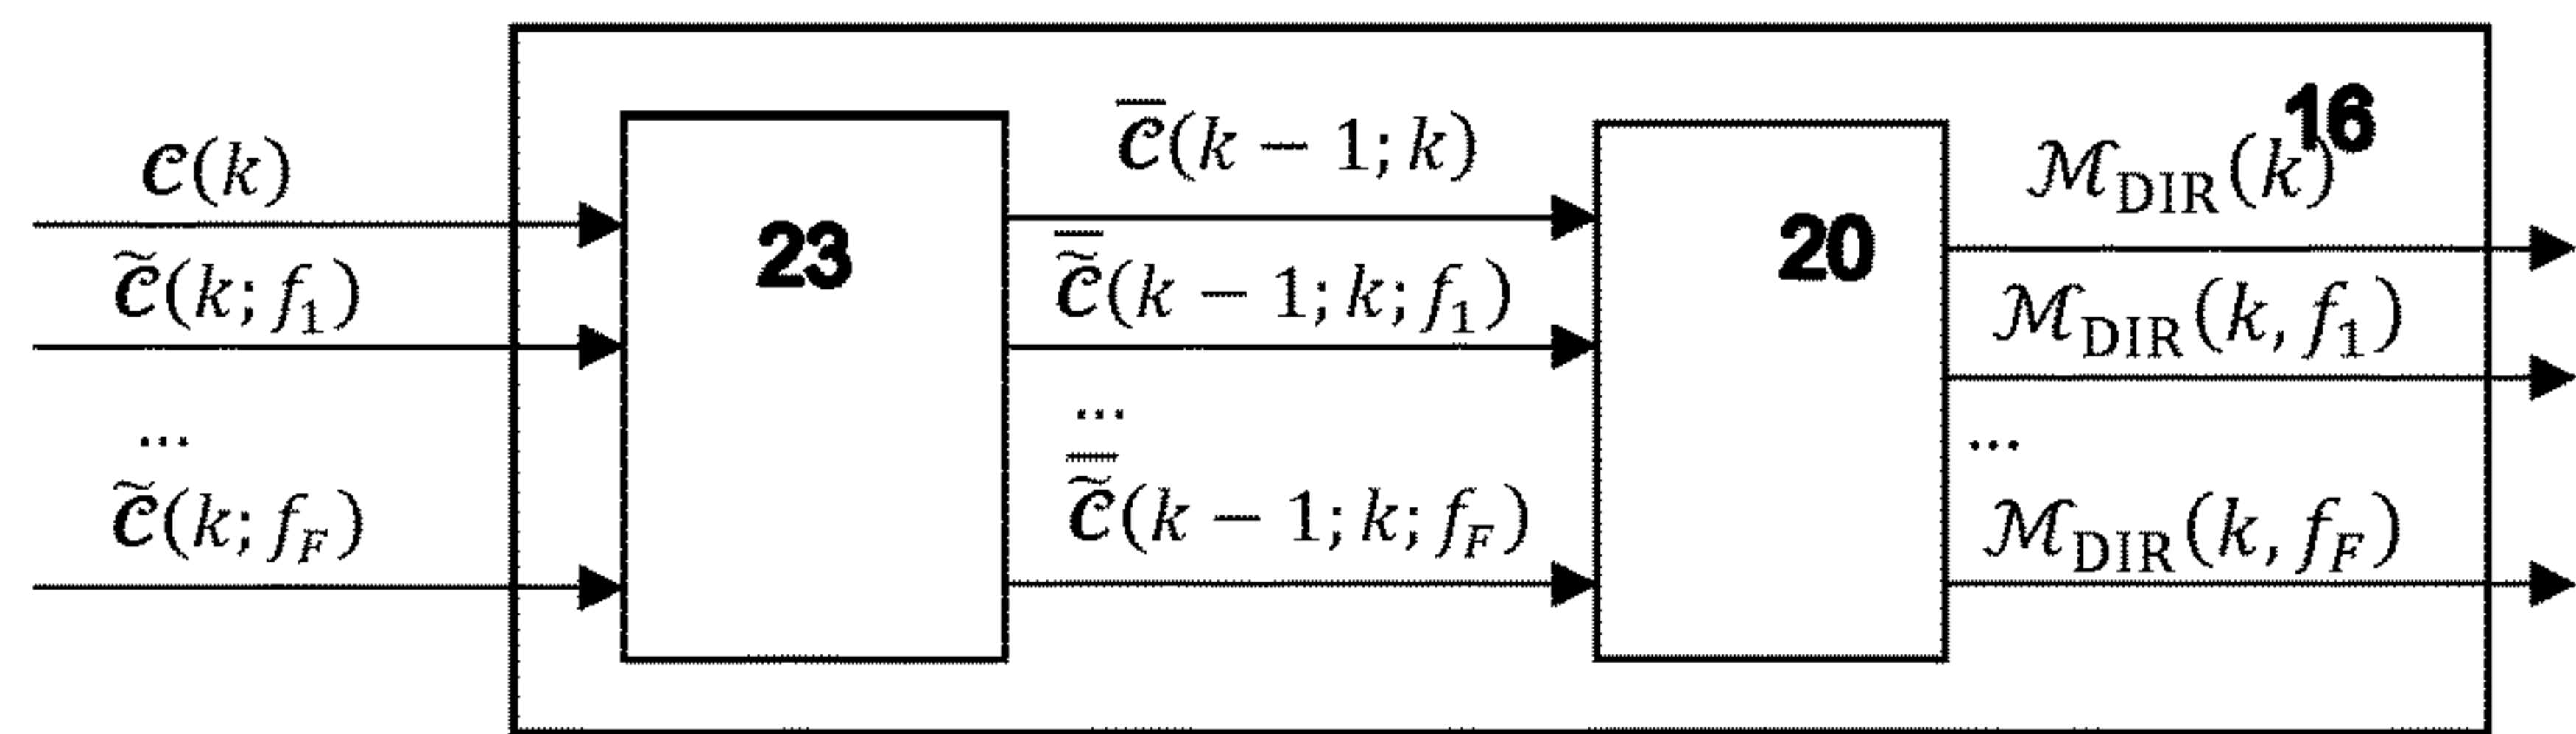 16
𝓒(k)
𝓒̃(k; f₁)
...
𝓒̃(k; f_F)
23
𝓒̅(k − 1; k)
𝓒̃̅(k − 1; k; f₁)
...
𝓒̃̅(k − 1; k; f_F)
20
ℳ_DIR(k)
ℳ_DIR(k, f₁)
...
ℳ_DIR(k, f_F)